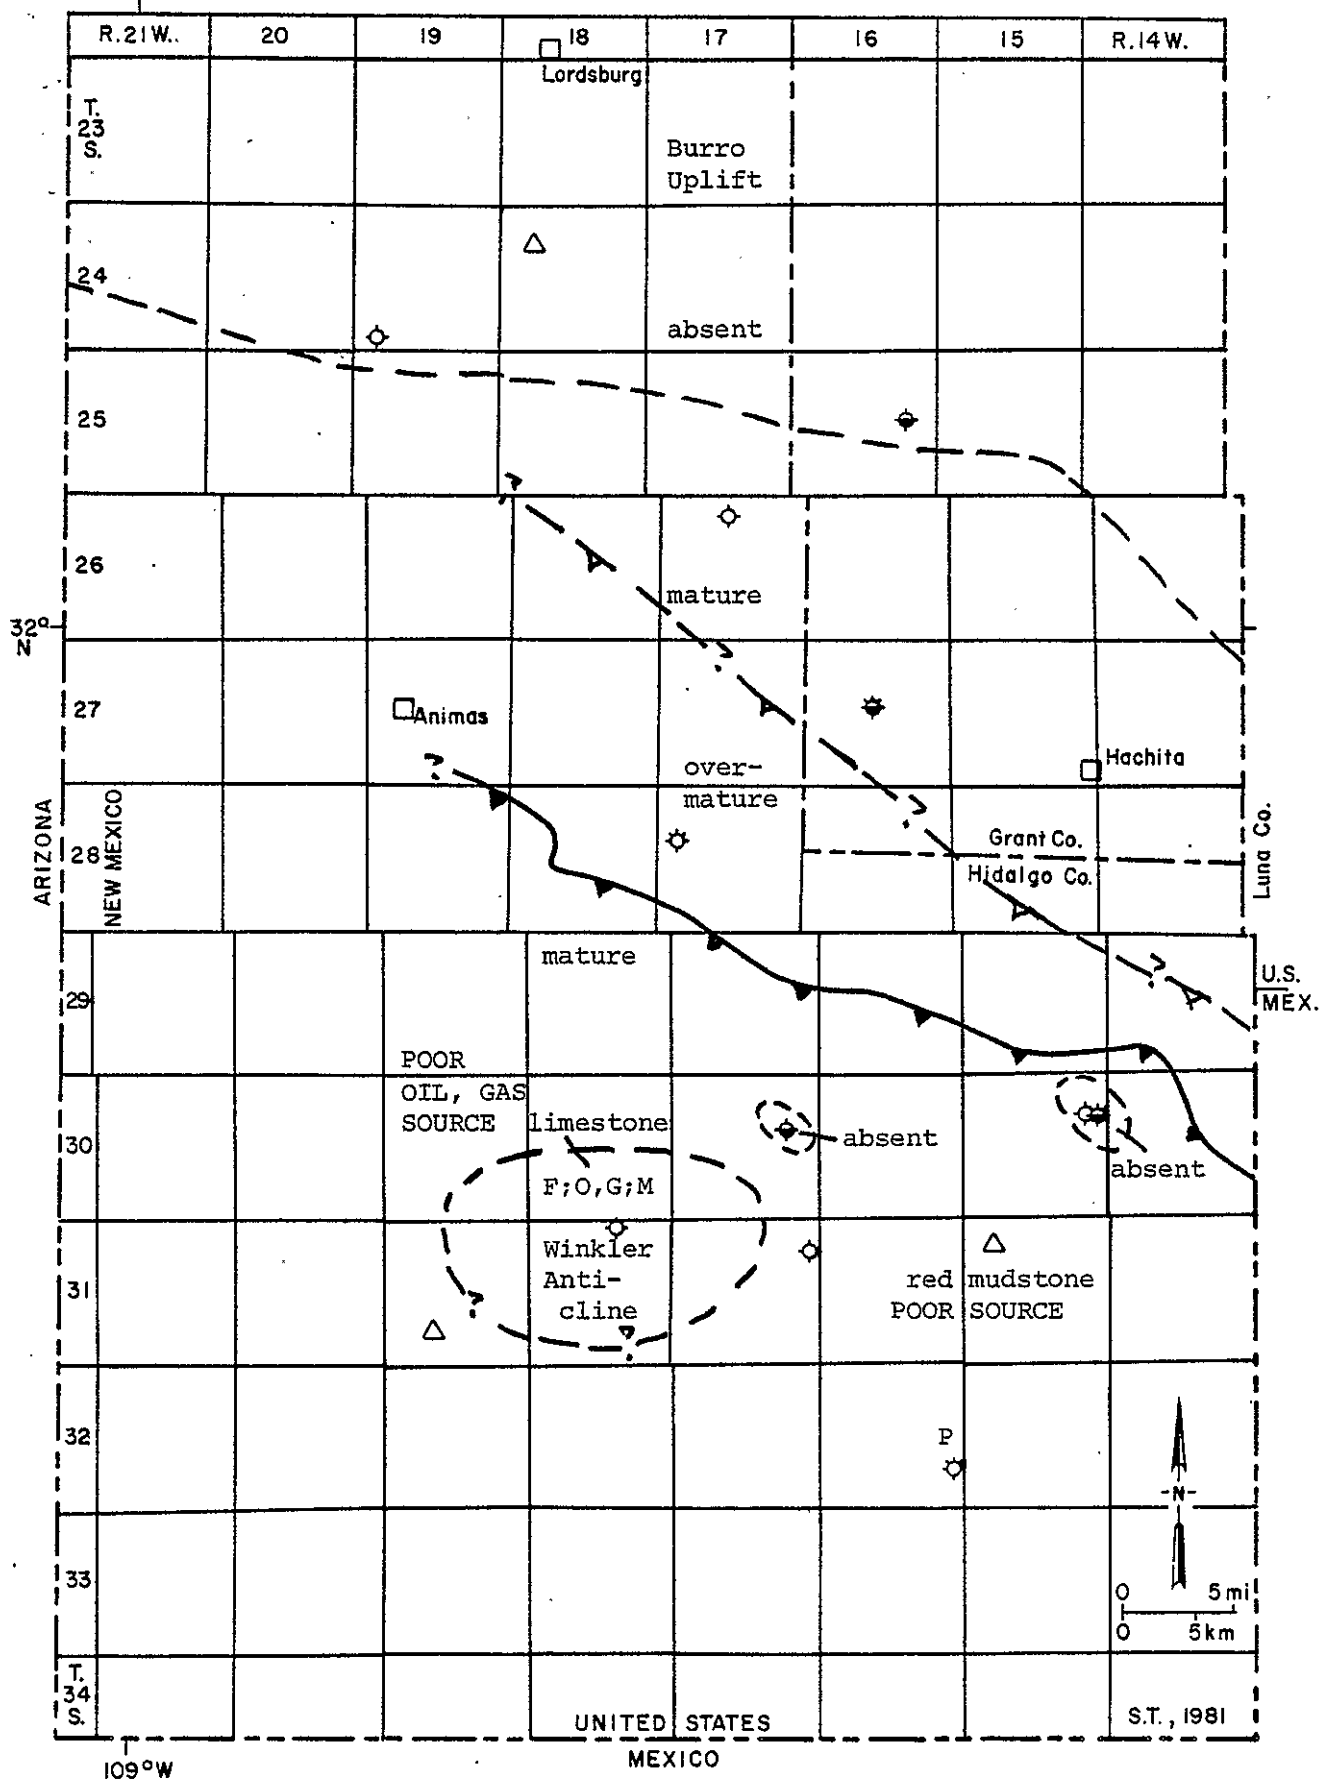 R.21W.. 20 19 18 17 16 15 R.14W.
Lordsburg
T.
23
S.
Burro
Uplift
24
absent
25
?
26
mature
32°
N
?
27
Animas
Hachita
?
over-
mature
?
ARIZONA
NEW MEXICO
28
Grant Co.
Hidalgo Co.
Luna Co.
mature
?
29
U.S.
MEX.
POOR
OIL, GAS
SOURCE
limestone
30
absent
absent
F;O,G;M
Winkler
Anti-
cline
31
red mudstone
POOR SOURCE
?
?
32
P
-N-
33
0 5 mi
0 5 km
T.
34
S.
UNITED STATES
S.T., 1981
MEXICO
109°W